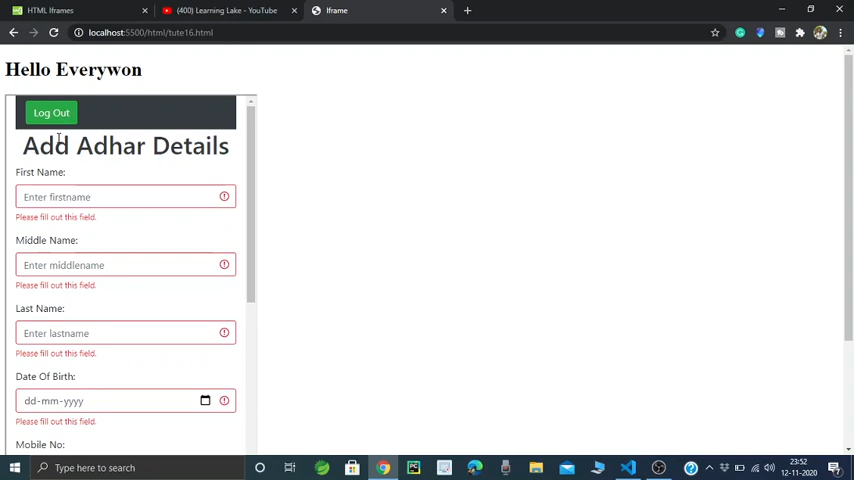 HTML Iframes
(400) Learning Lake - YouTube
Iframe
localhost:5500/html/tute16.html
Hello Everywon
Log Out
Add Adhar Details
First Name:
Enter firstname
Please fill out this field.
Middle Name:
Enter middlename
Please fill out this field.
Last Name:
Enter lastname
Please fill out this field.
Date Of Birth:
dd-mm-yyyy
Please fill out this field.
Mobile No:
Type here to search
23:52
12-11-2020